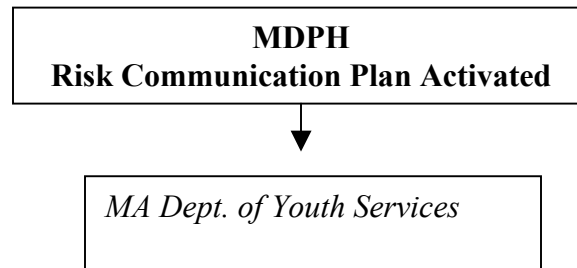 MDPH
Risk Communication Plan Activated
MA Dept. of Youth Services